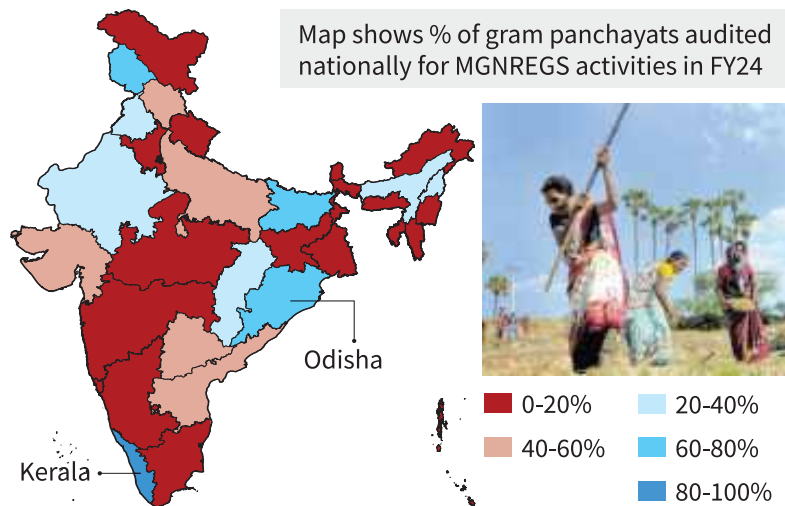 Map shows % of gram panchayats audited
nationally for MGNREGS activities in FY24
Odisha
Kerala
0-20%
20-40%
40-60%
60-80%
80-100%